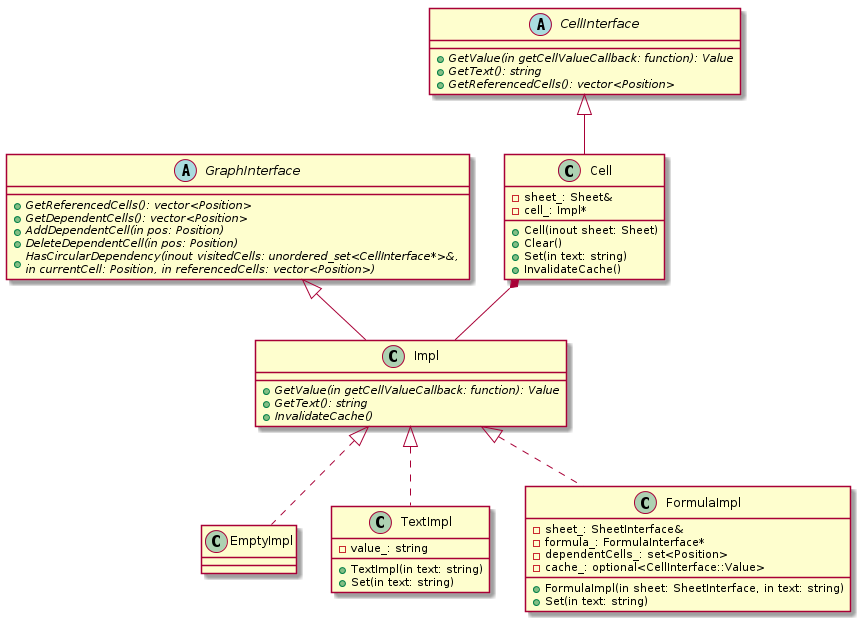 A CellInterface
GetValue(in getCellValueCallback: function): Value
GetText(): string
GetReferencedCells(): vector<Position>
A GraphInterface
GetReferencedCells(): vector<Position>
GetDependentCells(): vector<Position>
AddDependentCell(in pos: Position)
DeleteDependentCell(in pos: Position)
HasCircularDependency(inout visitedCells: unordered_set<CellInterface*>&,
in currentCell: Position, in referencedCells: vector<Position>)
C Cell
sheet_: Sheet&
cell_: Impl*
Cell(inout sheet: Sheet)
Clear()
Set(in text: string)
InvalidateCache()
C Impl
GetValue(in getCellValueCallback: function): Value
GetText(): string
InvalidateCache()
C EmptyImpl
C TextImpl
value_: string
TextImpl(in text: string)
Set(in text: string)
C FormulaImpl
sheet_: SheetInterface&
formula_: FormulaInterface*
dependentCells_: set<Position>
cache_: optional<CellInterface::Value>
FormulaImpl(in sheet: SheetInterface, in text: string)
Set(in text: string)